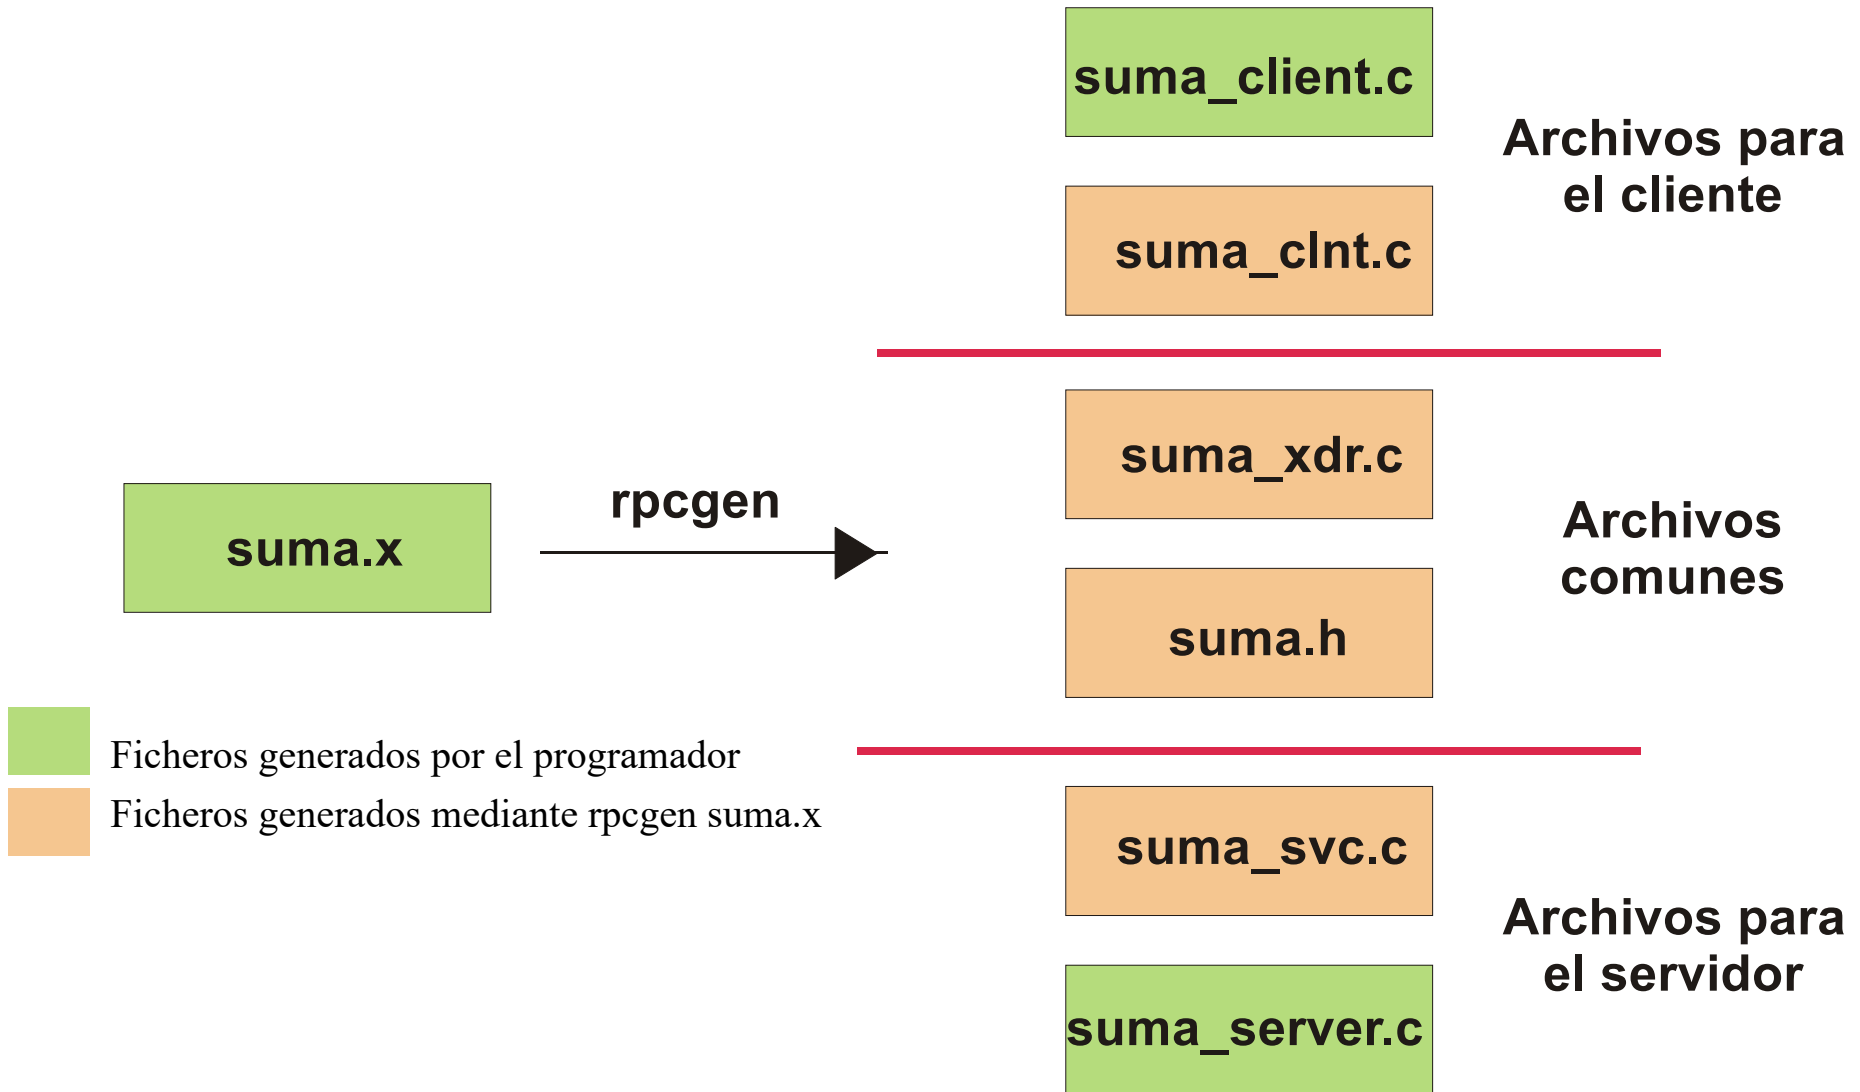 suma_client.c
Archivos para
el cliente
suma_clnt.c
suma_xdr.c
rpcgen
suma.x
Archivos
comunes
suma.h
Ficheros generados por el programador
Ficheros generados mediante rpcgen suma.x
suma_svc.c
Archivos para
el servidor
suma_server.c